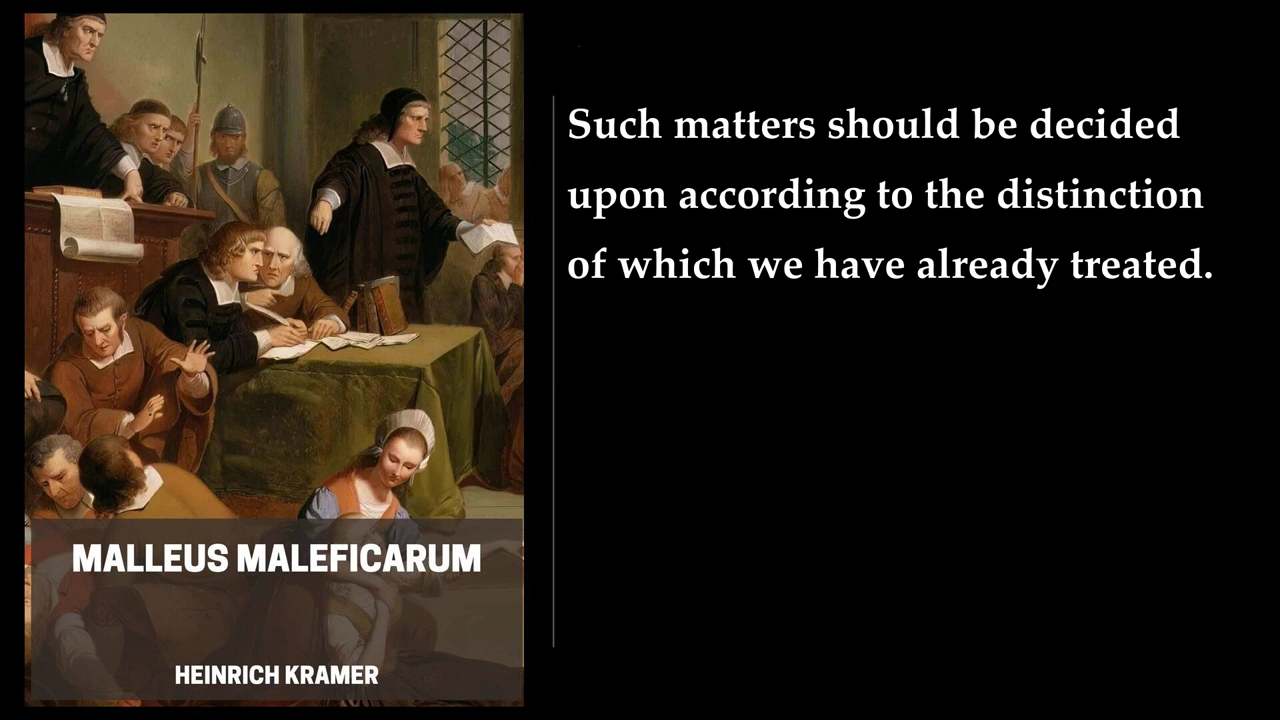 MALLEUS MALEFICARUM
HEINRICH KRAMER
Such matters should be decided
upon according to the distinction
of which we have already treated.